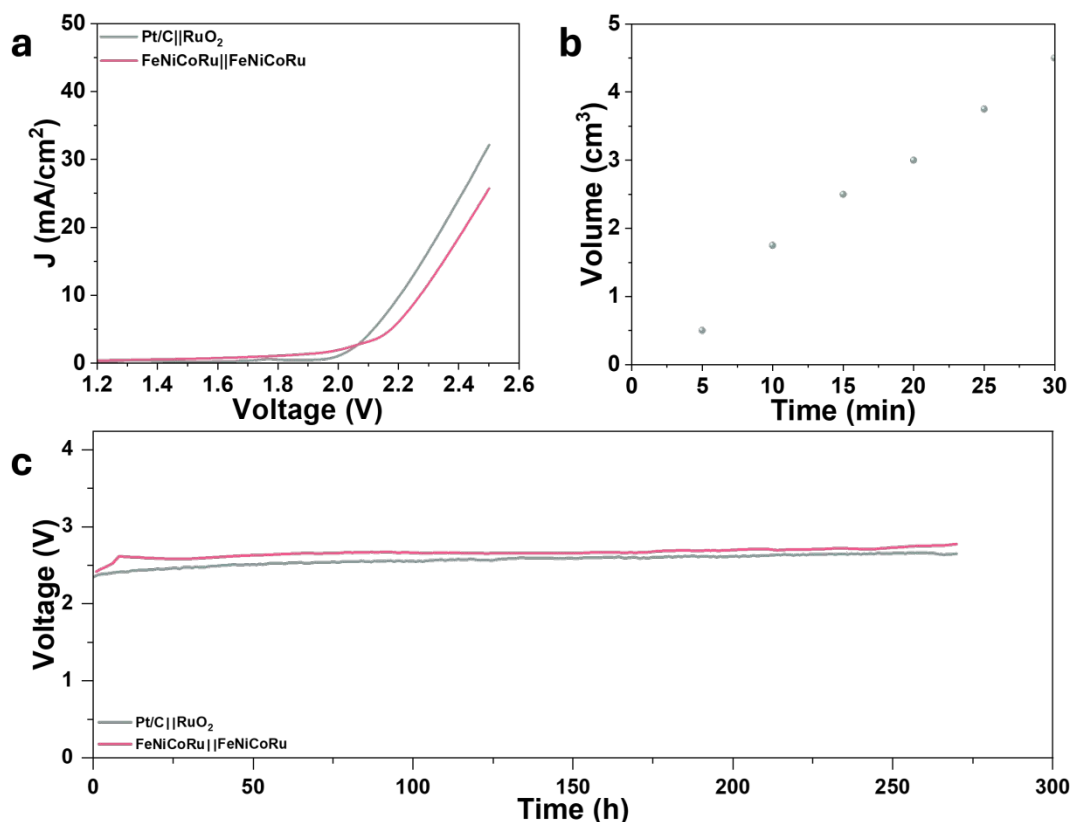 a
Pt/C||RuO₂
FeNiCoRu||FeNiCoRu
J (mA/cm²)
50
40
30
20
10
0
1.2 1.4 1.6 1.8 2.0 2.2 2.4 2.6
Voltage (V)
b
Volume (cm³)
5
4
3
2
1
0
0 5 10 15 20 25 30
Time (min)
c
Voltage (V)
4
3
2
1
0
Pt/C||RuO₂
FeNiCoRu||FeNiCoRu
0 50 100 150 200 250 300
Time (h)